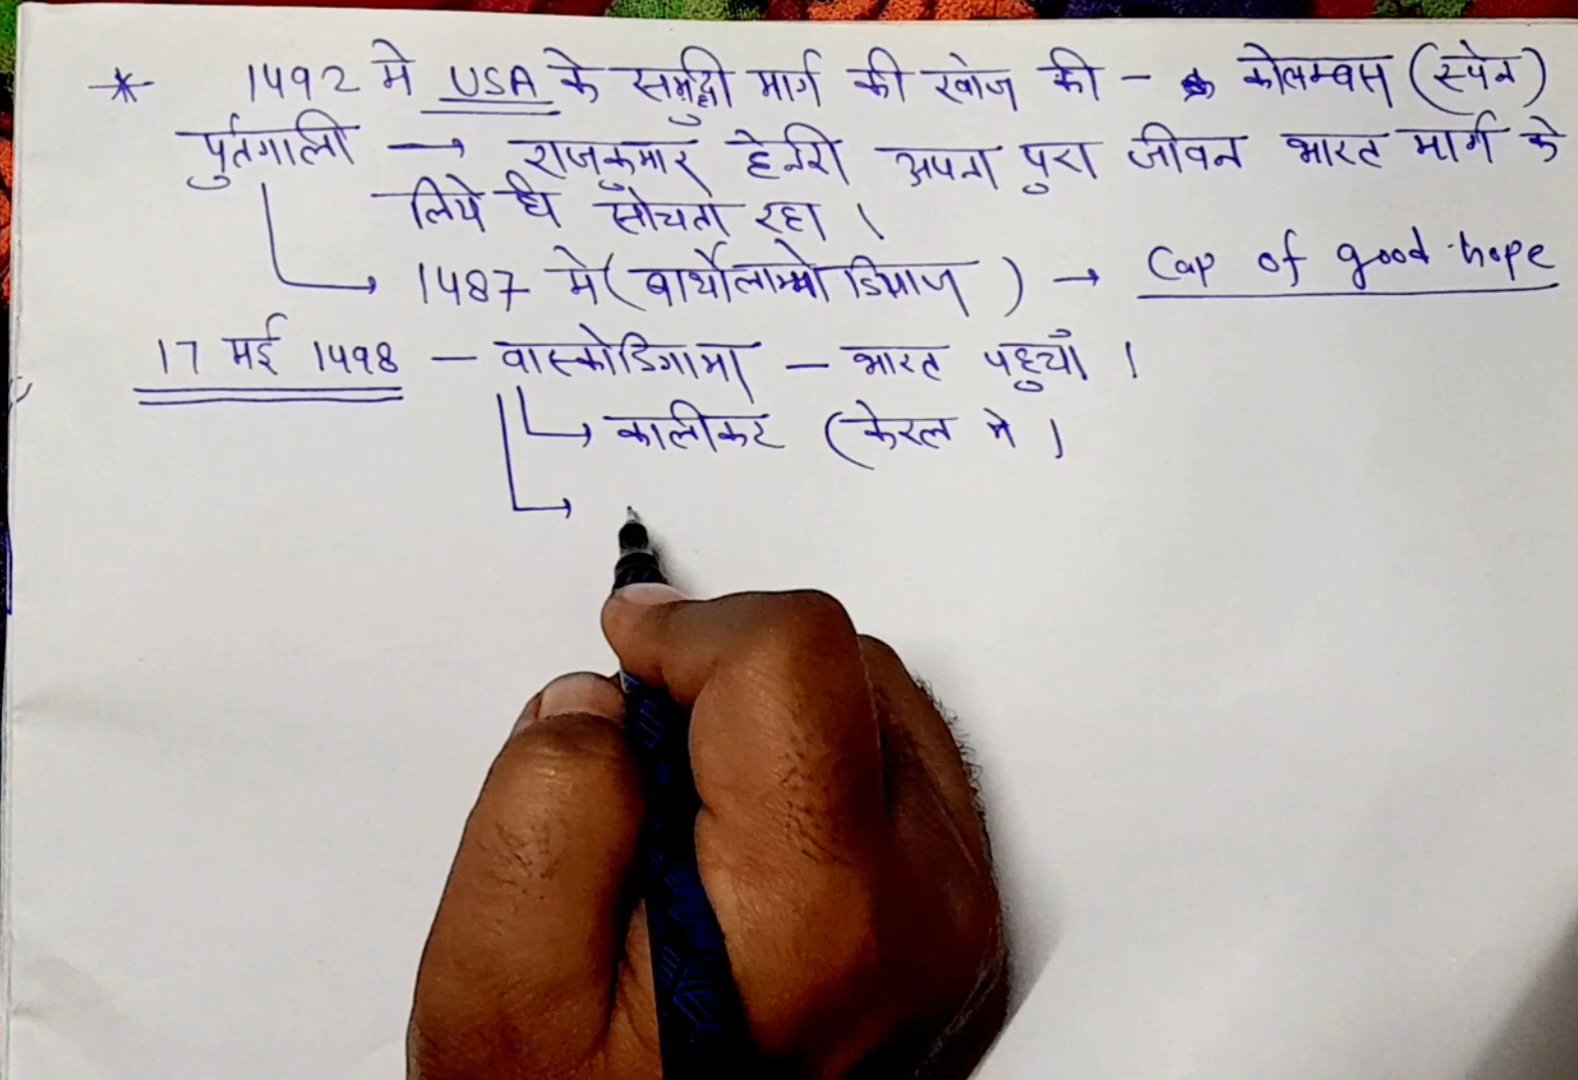 * 1492 मे USA के समुद्री मार्ग की खोज की - कोलम्बस (स्पेन)
पुर्तगाली → राजकुमार हेनरी अपना पुरा जीवन भारत मार्ग के
लिये ही सोचता रहा ।
→ 1487 मे ( बार्थोलाम्यो डियाज ) → Cap of good hope
17 मई 1498 – वास्कोडिगामा – भारत पहुचाँ ।
→ कालीकट ( केरल मे )
→